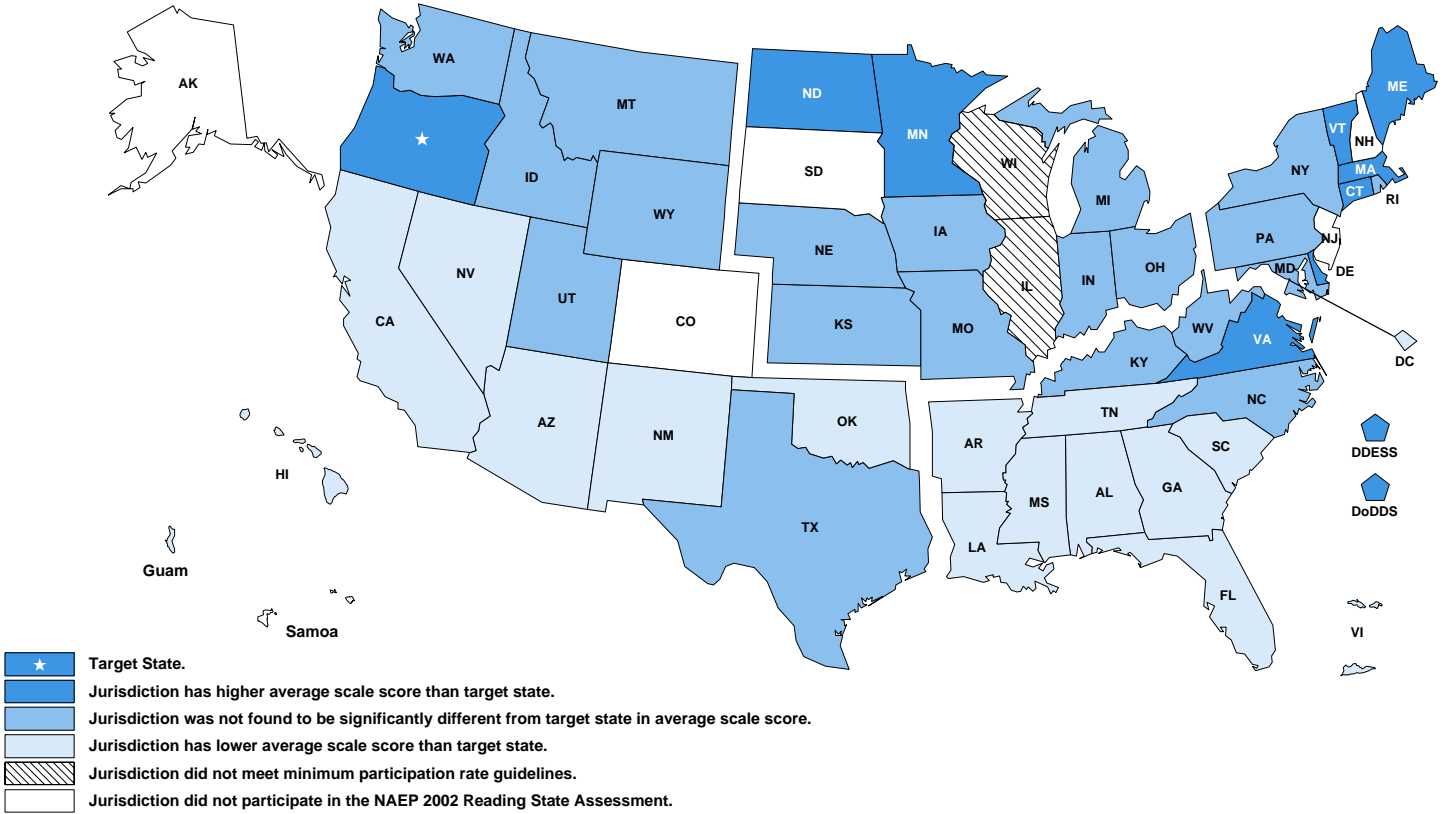 AK
WA
MT
ND
MN
ME
VT
NH
MA
CT
RI
NY
WI
SD
ID
WY
MI
IA
NE
PA
NJ
DE
MD
OH
IN
IL
NV
UT
CO
KS
MO
WV
VA
KY
DC
CA
AZ
NM
OK
AR
TN
NC
SC
DDESS
HI
MS
AL
GA
DoDDS
TX
LA
FL
Guam
Samoa
VI
Target State.
Jurisdiction has higher average scale score than target state.
Jurisdiction was not found to be significantly different from target state in average scale score.
Jurisdiction has lower average scale score than target state.
Jurisdiction did not meet minimum participation rate guidelines.
Jurisdiction did not participate in the NAEP 2002 Reading State Assessment.